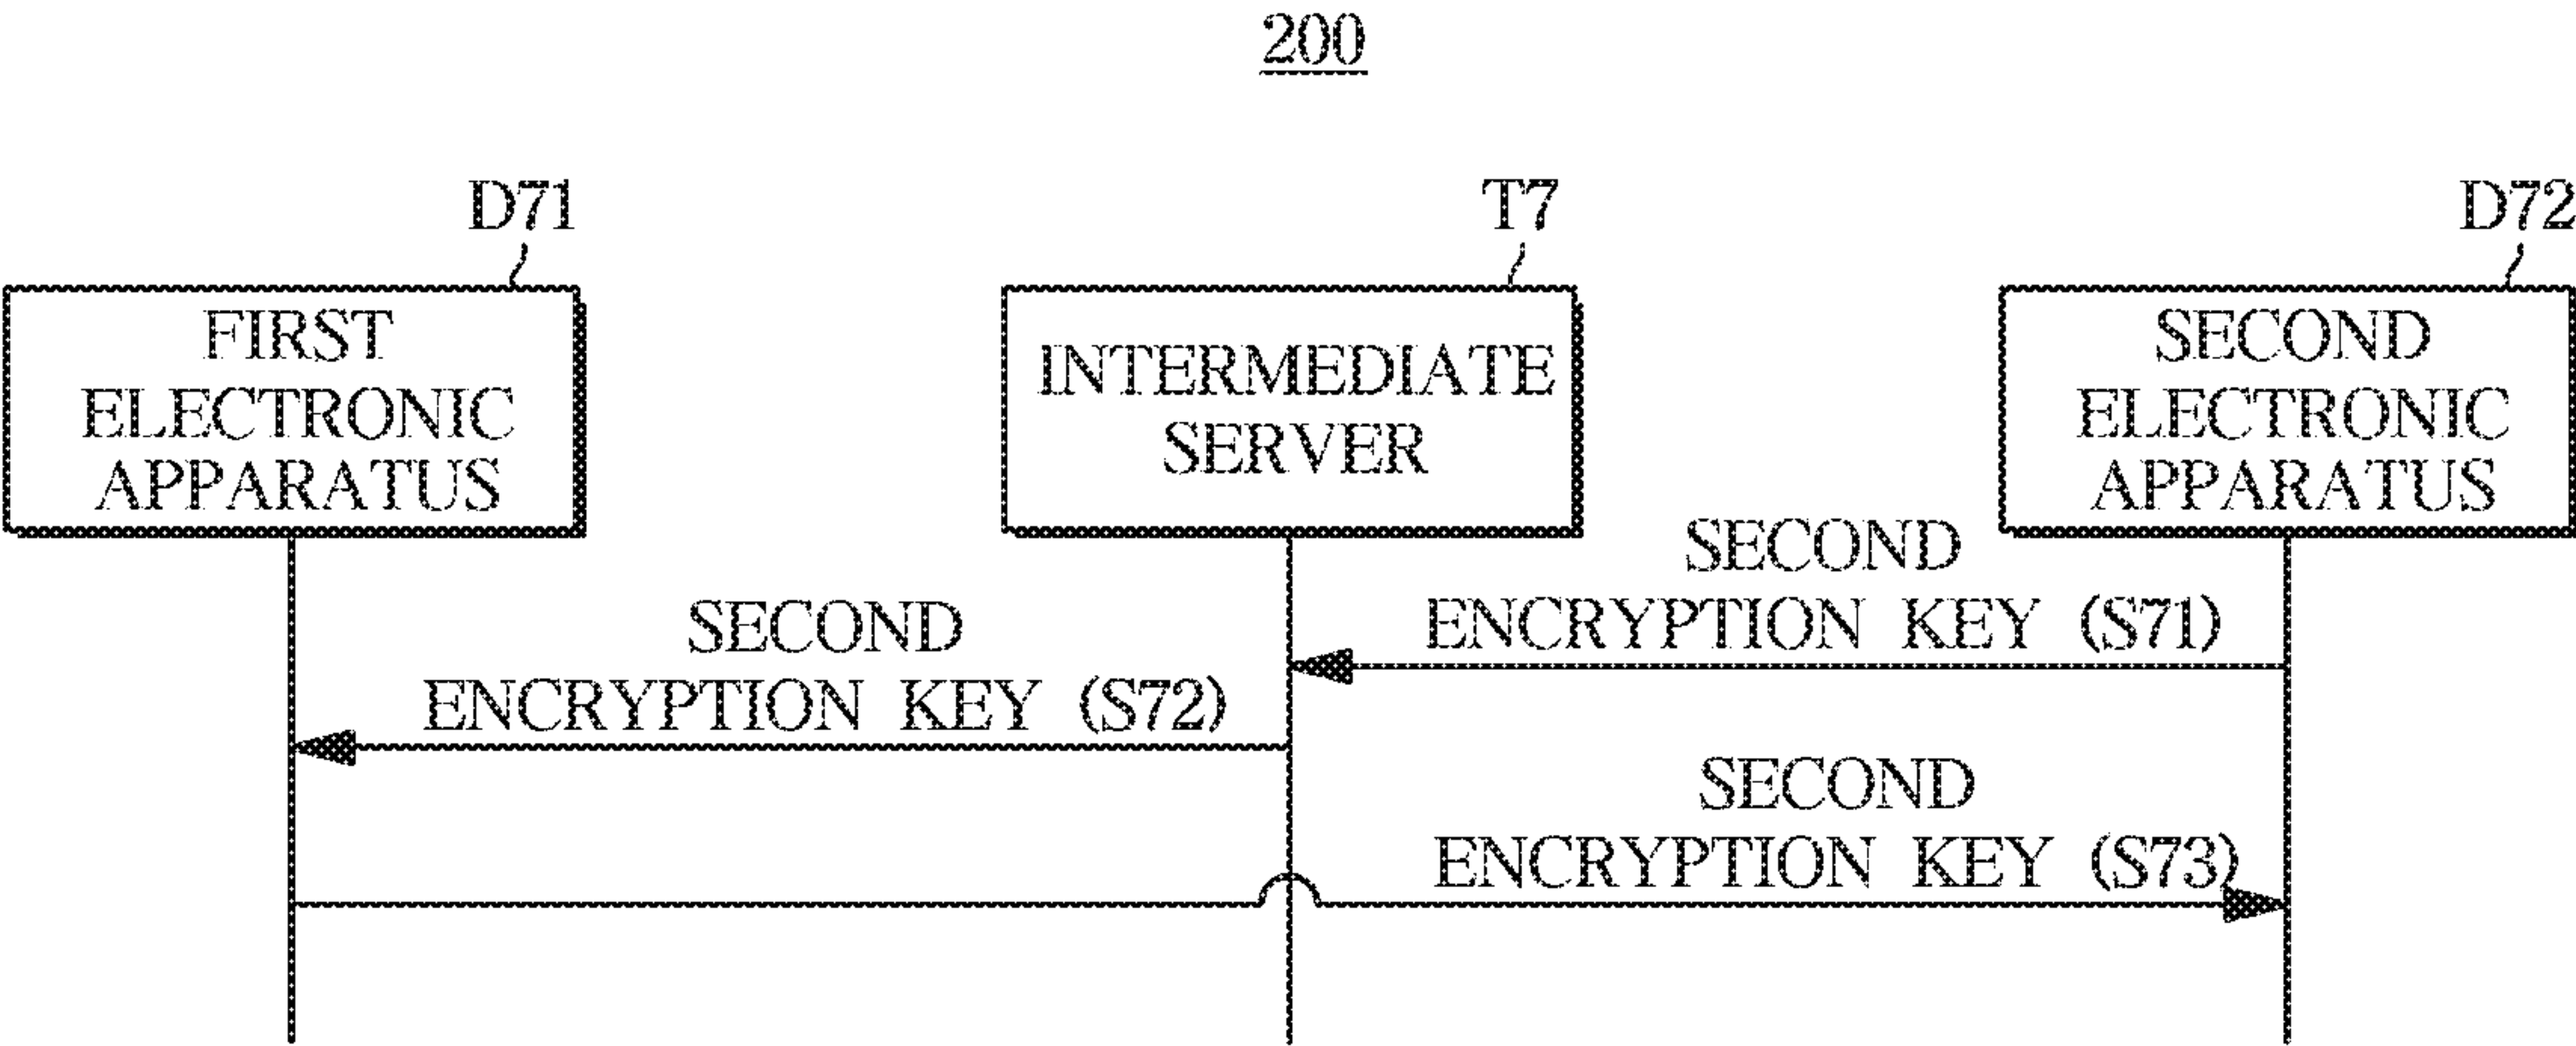 200
D71
T7
D72
FIRST
ELECTRONIC
APPARATUS
INTERMEDIATE
SERVER
SECOND
ELECTRONIC
APPARATUS
SECOND
ENCRYPTION KEY (S71)
SECOND
ENCRYPTION KEY (S72)
SECOND
ENCRYPTION KEY (S73)